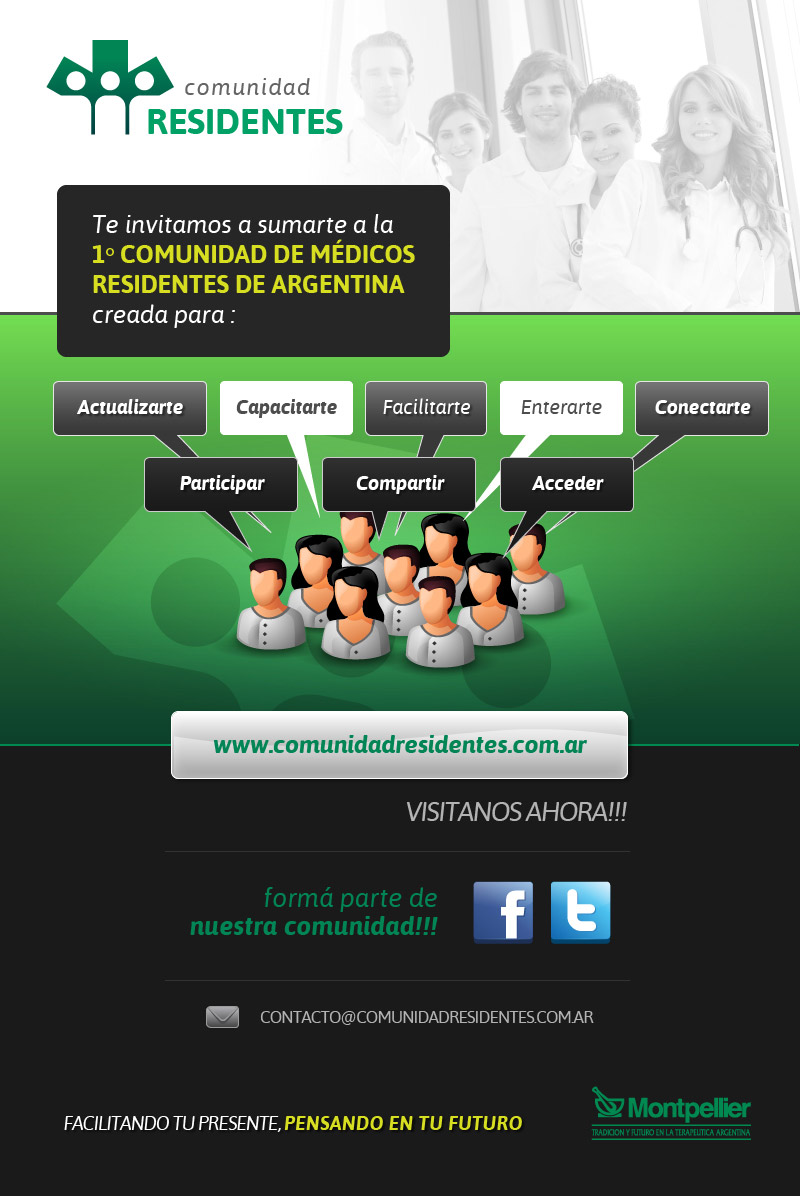 comunidad
RESIDENTES
Te invitamos a sumarte a la
1º COMUNIDAD DE MÉDICOS
RESIDENTES DE ARGENTINA
creada para :
Actualizarte
Capacitarte
Facilitarte
Enterarte
Conectarte
Participar
Compartir
Acceder
www.comunidadresidentes.com.ar
VISITANOS AHORA!!!
formá parte de
nuestra comunidad!!!
f
t
CONTACTO@COMUNIDADRESIDENTES.COM.AR
FACILITANDO TU PRESENTE, PENSANDO EN TU FUTURO
Montpellier
TRADICION Y FUTURO EN LA TERAPEUTICA ARGENTINA